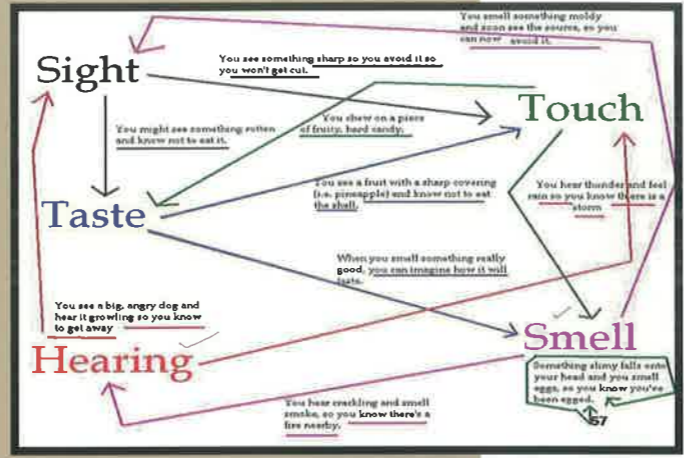 You smell something moldy
and soon see the source, so you
can now avoid it.
Sight
You see something sharp so you avoid it so
you won't get cut.
Touch
You might see something rotten
and know not to eat it.
You chew on a piece
of fruity, hard candy.
You see a fruit with a sharp covering
(i.e. pineapple) and know not to eat
the shell.
You hear thunder and feel
rain so you know there is a
storm
Taste
When you smell something really
good, you can imagine how it will
taste.
You see a big, angry dog and
hear it growling so you know
to get away
Hearing
Smell
Something slimy falls onto
your head and you smell
eggs, so you know you've
been egged.
57
You hear crackling and smell
smoke, so you know there's a
fire nearby.